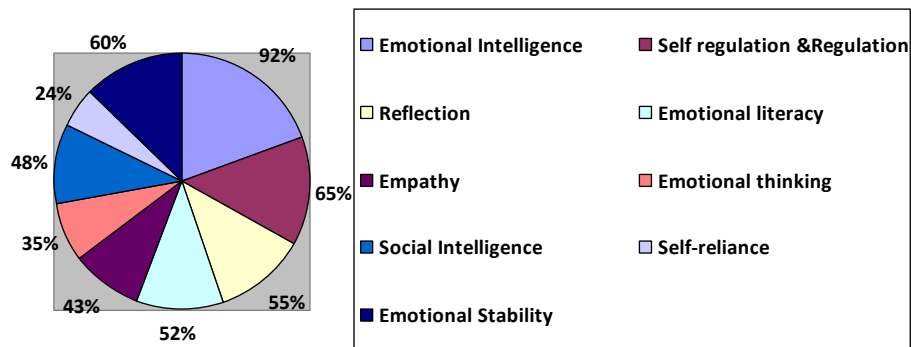 60%
92%
24%
48%
65%
35%
43%
55%
52%
Emotional Intelligence
Self regulation &Regulation
Reflection
Emotional literacy
Empathy
Emotional thinking
Social Intelligence
Self-reliance
Emotional Stability